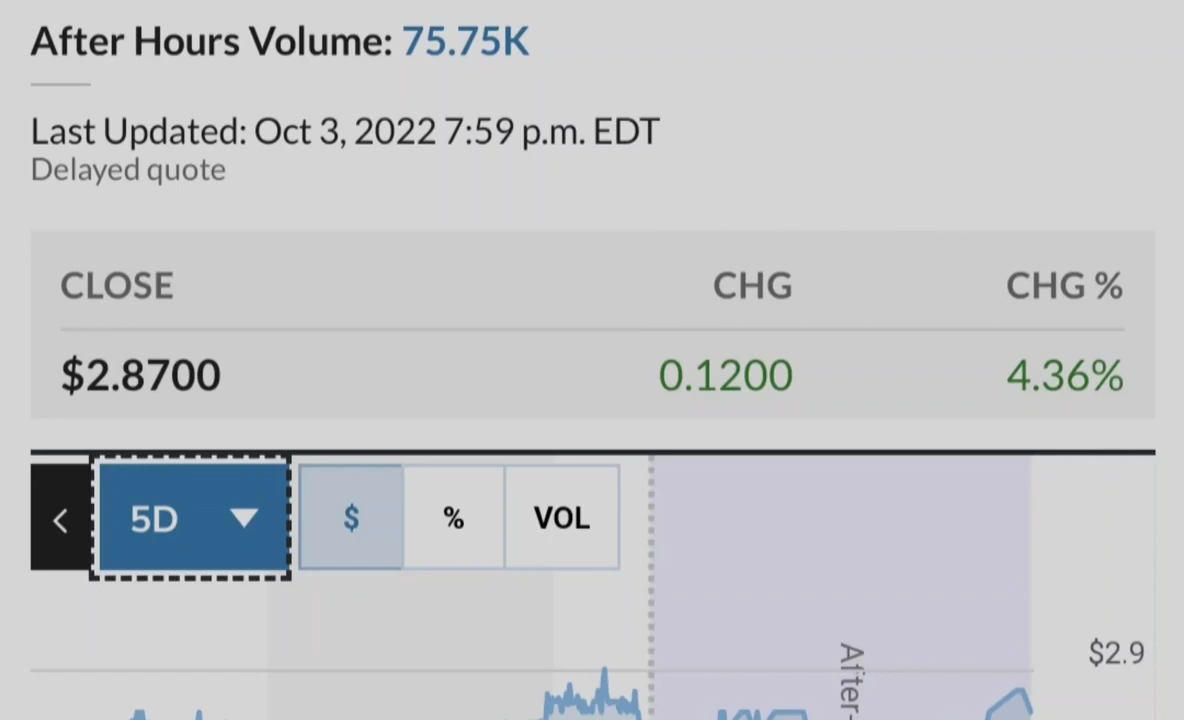 After Hours Volume: 75.75K
Last Updated: Oct 3, 2022 7:59 p.m. EDT
Delayed quote
CLOSE CHG CHG %
$2.8700 0.1200 4.36%
5D $ % VOL
$2.9
After-